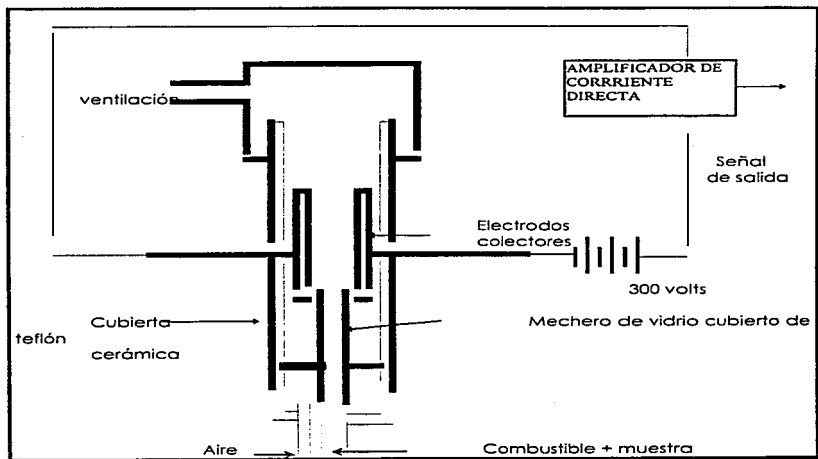 AMPLIFICADOR DE
CORRRIENTE
DIRECTA
ventilación
Señal
de salida
Electrodos
colectores
300 volts
Cubierta
cerámica
Mechero de vidrio cubierto de
teflón
Aire
Combustible + muestra